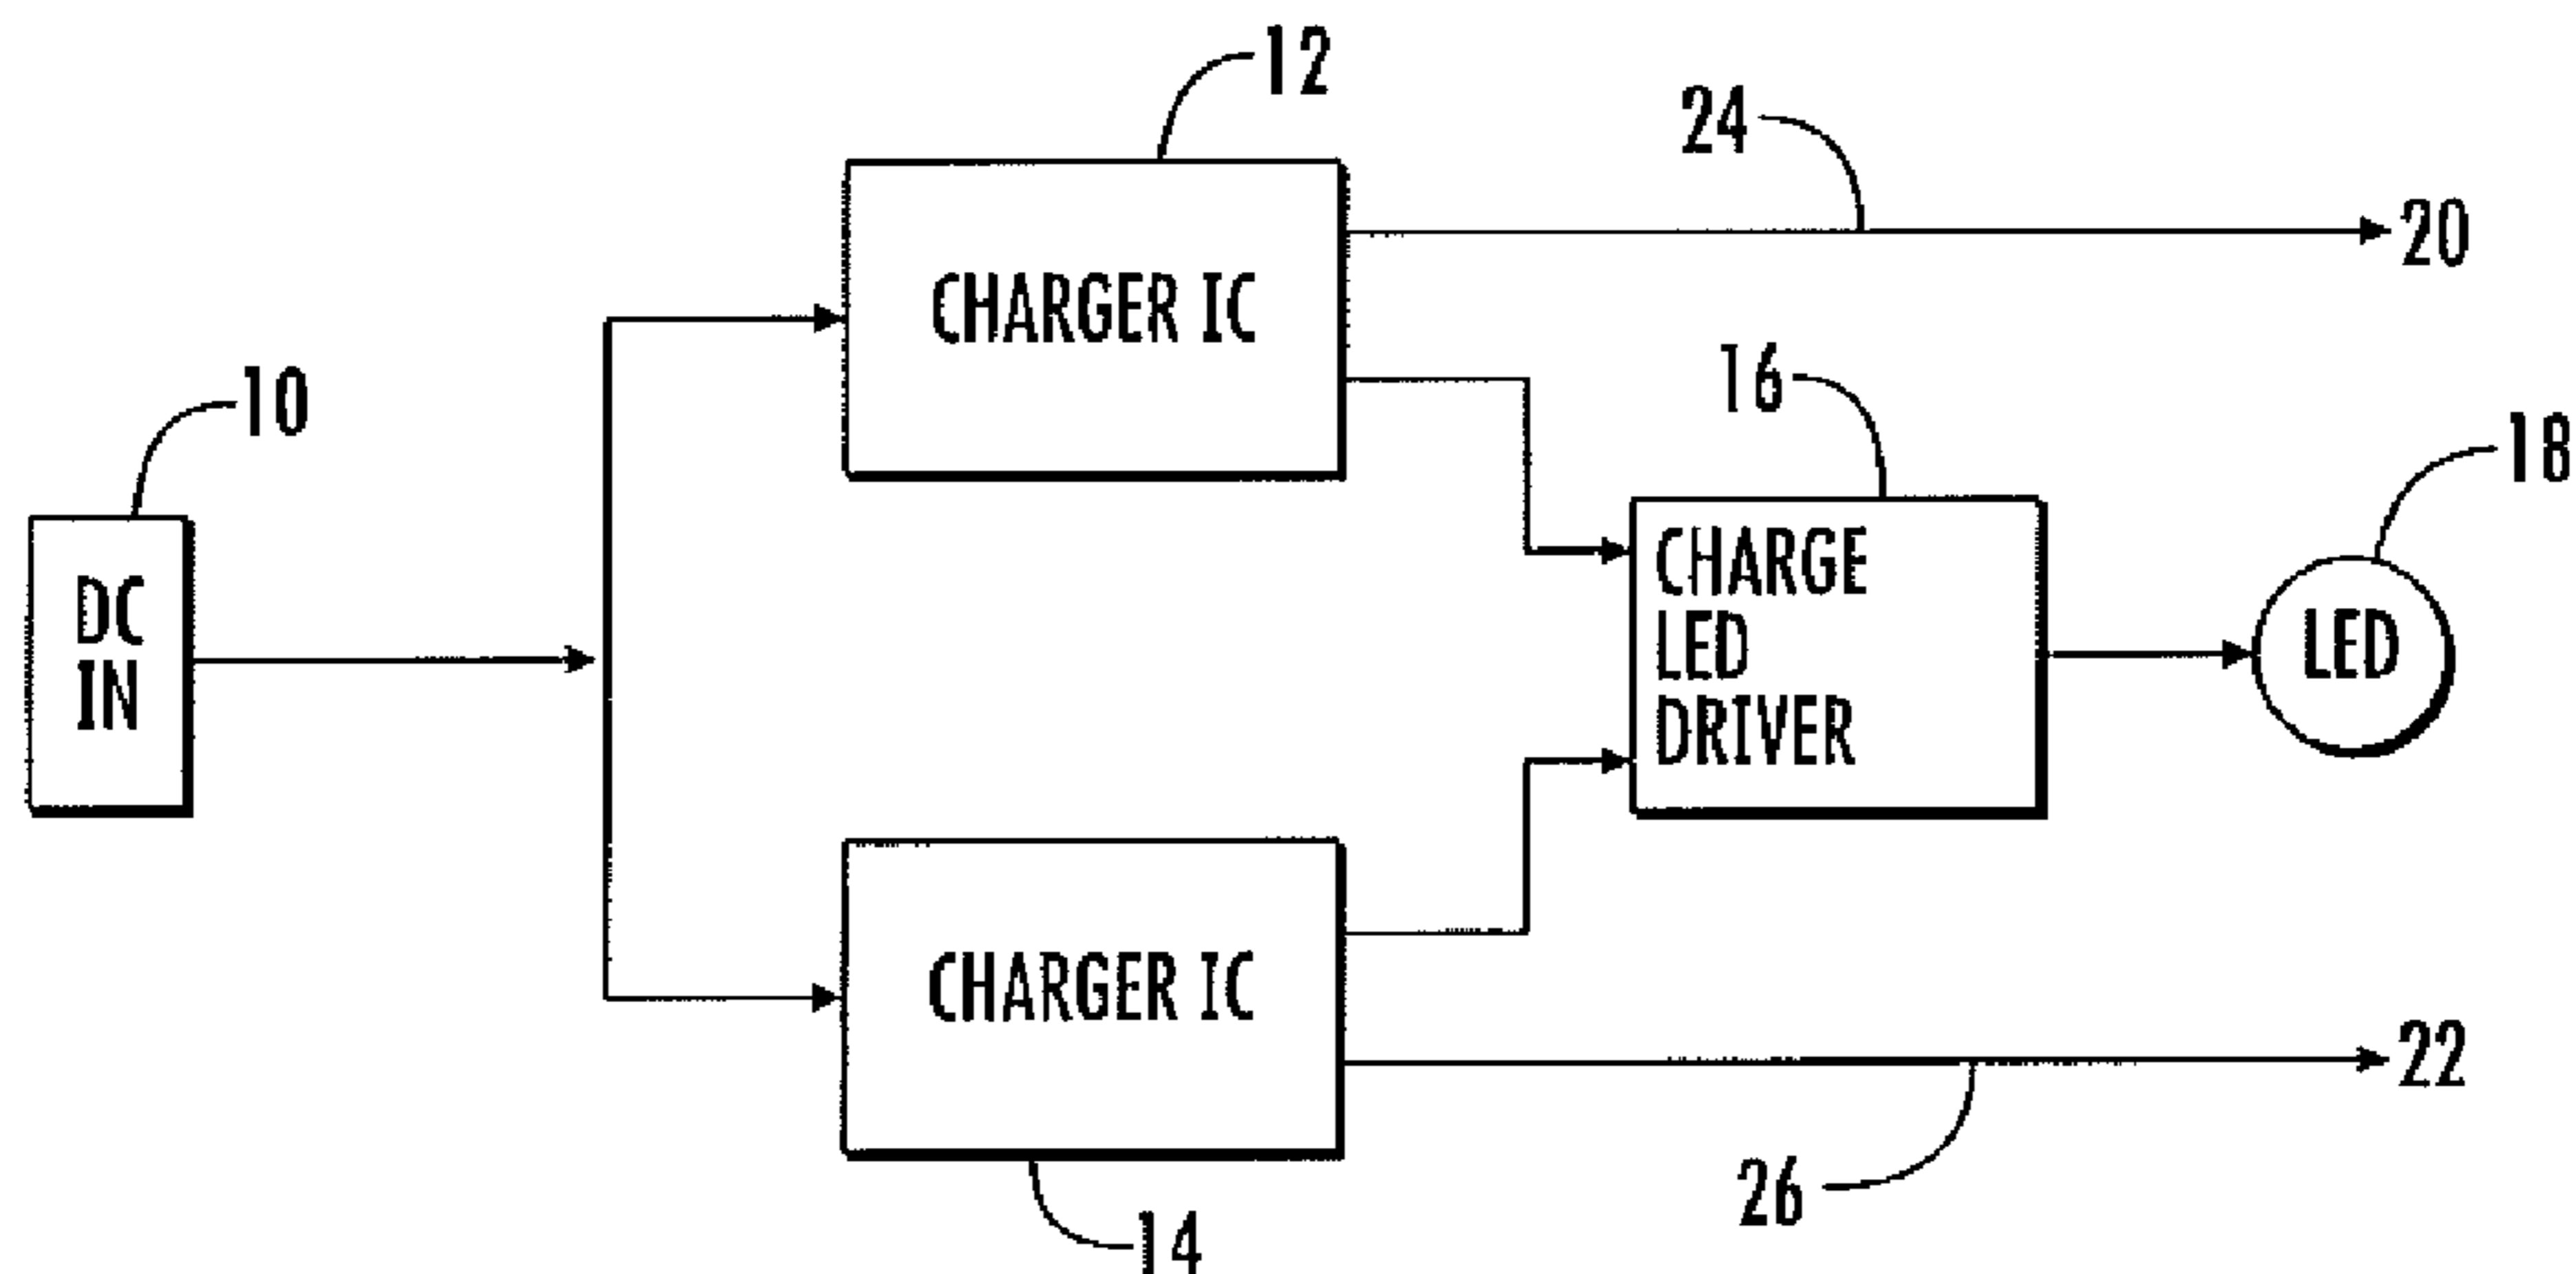 12
24
20
CHARGER IC
10
16
18
DC
IN
CHARGE
LED
DRIVER
LED
CHARGER IC
22
26
14